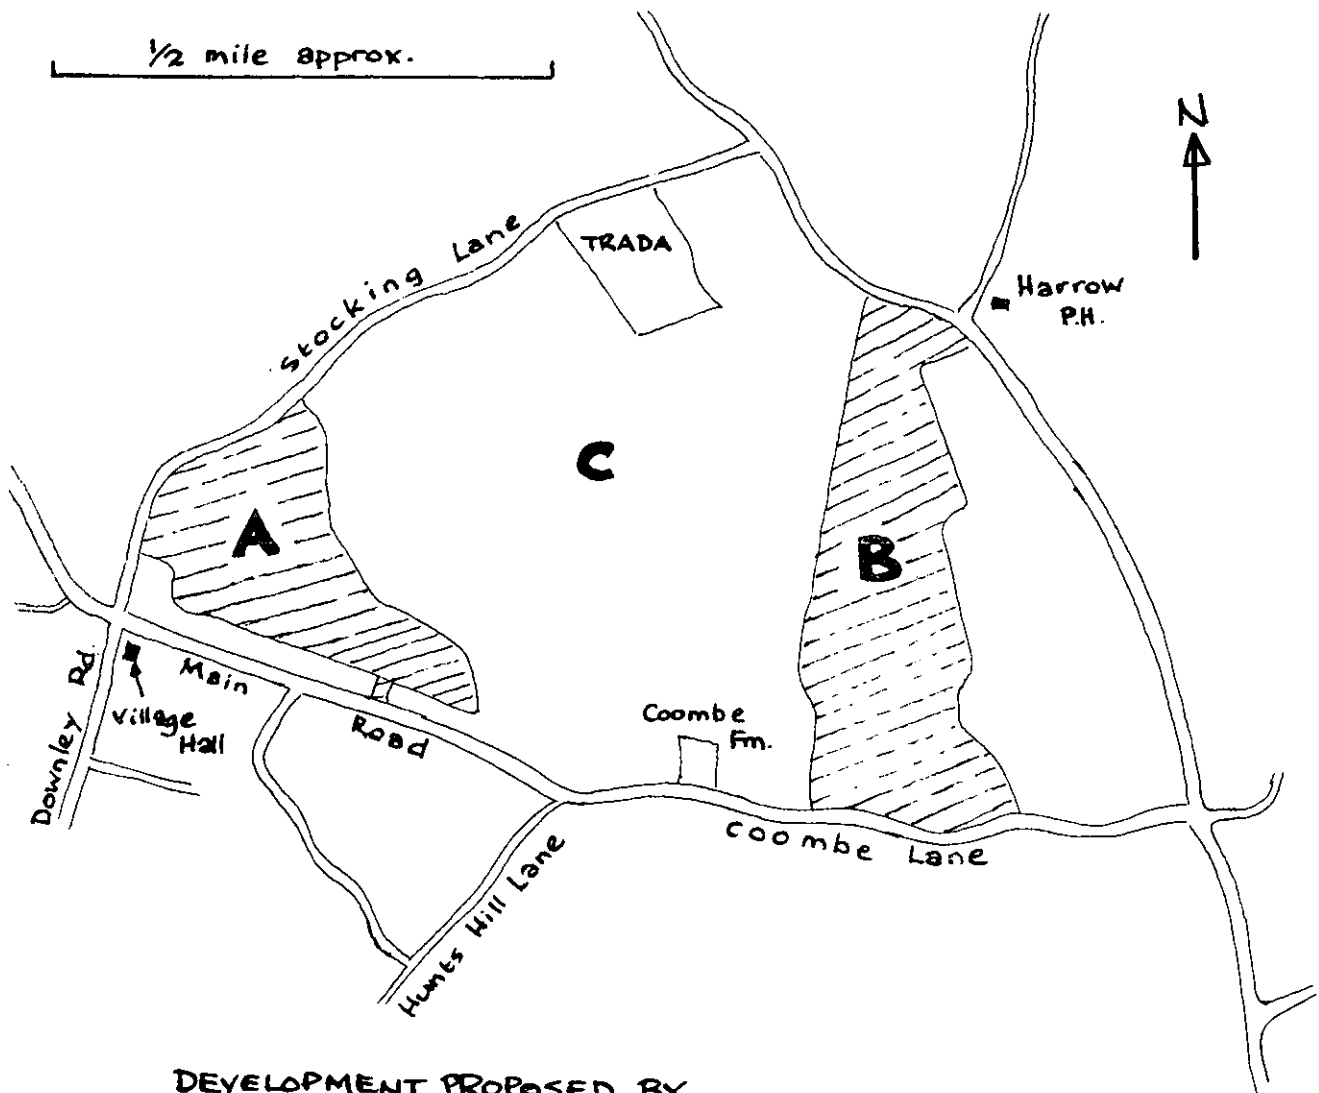 ½ mile approx.
N
Stocking Lane
TRADA
Harrow
P.H.
C
A
B
Main Road
Village
Hall
Downley Rd.
Coombe
Fm.
Coombe Lane
Hunts Hill Lane
DEVELOPMENT PROPOSED BY